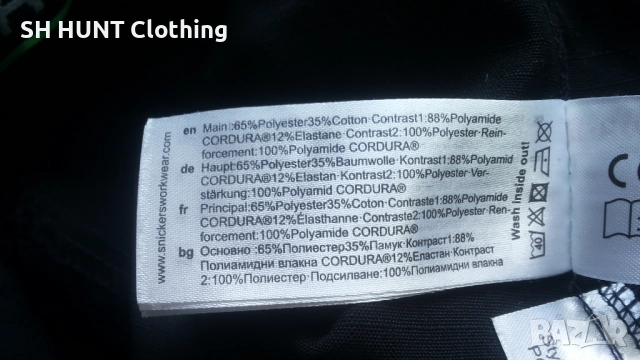 SH HUNT Clothing
www.snickersworkwear.com
en Main :65%Polyester35%Cotton·Contrast1:88%Polyamide
CORDURA®12%Elastane·Contrast2:100%Polyester·Rein-
forcement:100%Polyamide CORDURA®
de Haupt:65%Polyester35%Baumwolle·Kontrast1:88%Polyamid
CORDURA®12%Elastan·Kontrast2:100%Polyester·Ver-
stärkung:100%Polyamid CORDURA®
fr Principal:65%Polyester35%Coton·Contraste1:88%Polyamide
CORDURA®12%Élasthanne·Contraste2:100%Polyester·Ren-
forcement:100%Polyamide CORDURA®
bg Основно :65%Полиестер35%Памук·Контраст1:88%
Полиамидни влакна CORDURA®12%Еластан·Контраст
2:100%Полиестер·Подсилване:100%Полиамидни влакна
Wash inside out!
40
CE
BAZAR